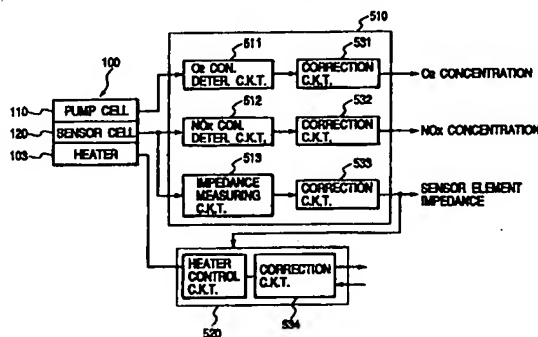 510
511
531
100
O2 CON.
DETER. C.K.T.
CORRECTION
C.K.T.
O2 CONCENTRATION
512
532
110
PUMP CELL
120
SENSOR CELL
NOx CON.
DETER. C.K.T.
CORRECTION
C.K.T.
NOx CONCENTRATION
103
HEATER
513
533
IMPEDANCE
MEASURING
C.K.T.
CORRECTION
C.K.T.
SENSOR ELEMENT
IMPEDANCE
HEATER
CONTROL
C.K.T.
CORRECTION
C.K.T.
520
534